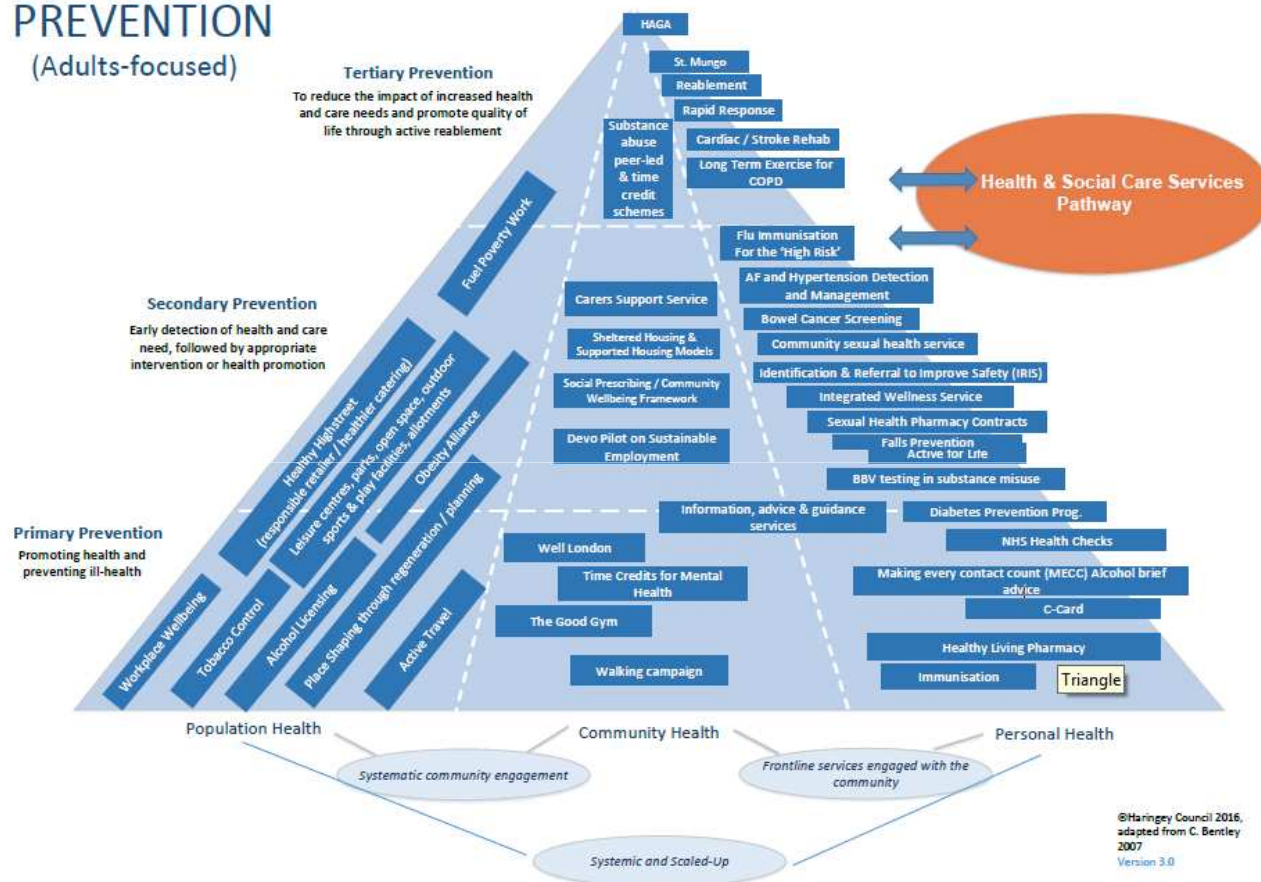 PREVENTION
(Adults-focused)
HAGA
Tertiary Prevention
To reduce the impact of increased health
and care needs and promote quality of
life through active reablement
St. Mungo
Reablement
Rapid Response
Substance
abuse
peer-led
& time
credit
schemes
Cardiac / Stroke Rehab
Long Term Exercise for
COPD
Health & Social Care Services
Pathway
Fuel Poverty Work
Flu Immunisation
For the 'High Risk'
Secondary Prevention
Early detection of health and care
need, followed by appropriate
intervention or health promotion
Carers Support Service
Sheltered Housing &
Supported Housing Models
Social Prescribing / Community
Wellbeing Framework
Devo Pilot on Sustainable
Employment
AF and Hypertension Detection
and Management
Bowel Cancer Screening
Community sexual health service
Identification & Referral to Improve Safety (IRIS)
Integrated Wellness Service
Sexual Health Pharmacy Contracts
Falls Prevention
Active for Life
BBV testing in substance misuse
Healthy Highstreet
(responsible retailer / healthier catering)
Leisure centres, parks, open space, outdoor
sports & play facilities, allotments
Obesity Alliance
Primary Prevention
Promoting health and
preventing ill-health
Workplace Wellbeing
Tobacco Control
Alcohol Licensing
Place Shaping through regeneration / planning
Active Travel
Information, advice & guidance
services
Well London
Time Credits for Mental
Health
The Good Gym
Walking campaign
Diabetes Prevention Prog.
NHS Health Checks
Making every contact count (MECC) Alcohol brief
advice
C-Card
Healthy Living Pharmacy
Immunisation
Triangle
Population Health
Community Health
Personal Health
Systematic community engagement
Frontline services engaged with the
community
Systemic and Scaled-Up
©Haringey Council 2016,
adapted from C. Bentley
2007
Version 3.0